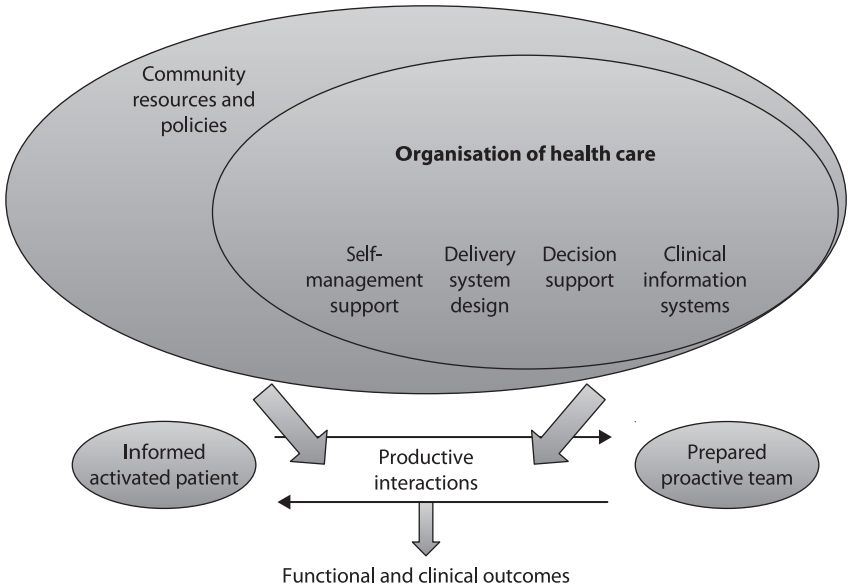 Community
resources and
policies
Organisation of health care
Self-
management
support
Delivery
system
design
Decision
support
Clinical
information
systems
Informed
activated patient
Productive
interactions
Prepared
proactive team
Functional and clinical outcomes